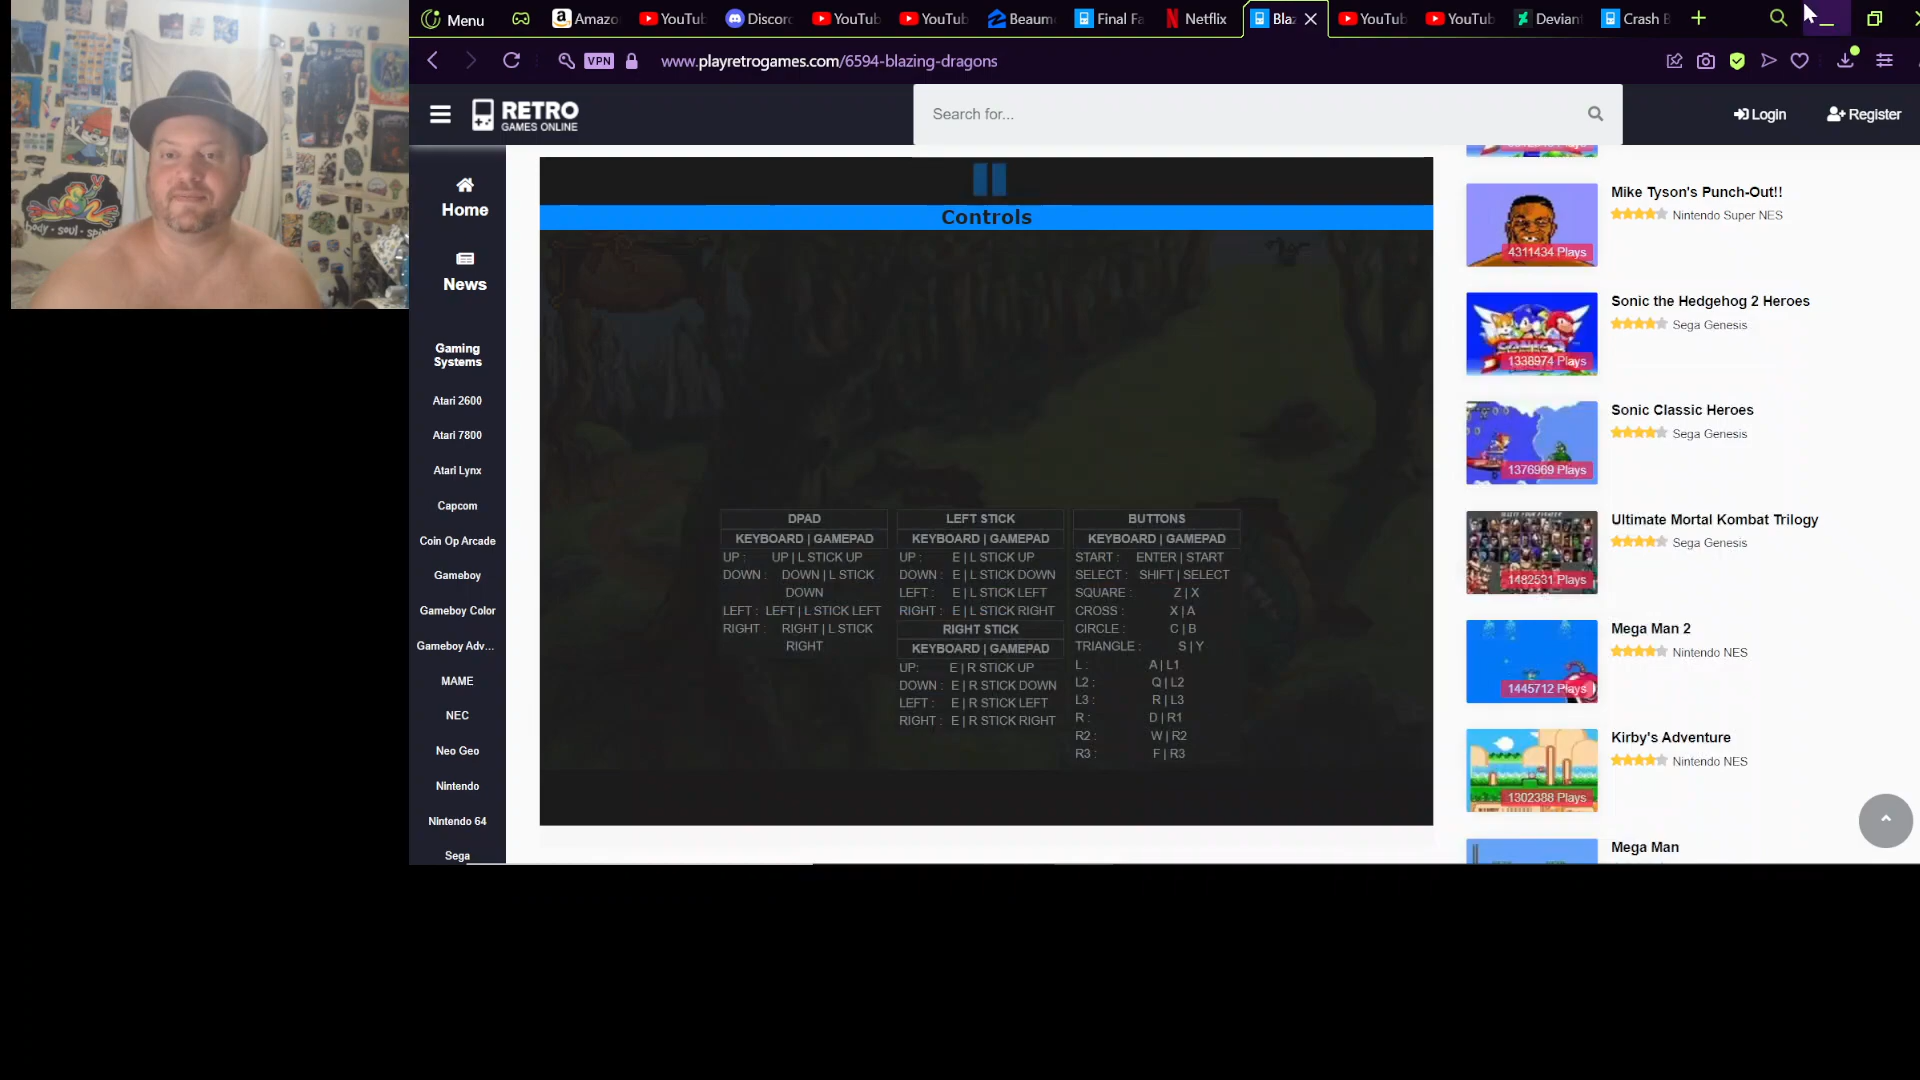 Menu
Amazo
YouTub
Discor
YouTub
YouTub
Beaum
Final Fa
Netflix
Bla
YouTub
YouTub
Deviant
Crash B
VPN
www.playretrogames.com/6594-blazing-dragons
RETRO
GAMES ONLINE
Search for...
Login
Register
Home
News
Gaming
Systems
Atari 2600
Atari 7800
Atari Lynx
Capcom
Coin Op Arcade
Gameboy
Gameboy Color
Gameboy Adv...
MAME
NEC
Neo Geo
Nintendo
Nintendo 64
Sega
body - soul - spi
Controls
DPAD
KEYBOARD | GAMEPAD
UP : UP | L STICK UP
DOWN : DOWN | L STICK
DOWN
LEFT : LEFT | L STICK LEFT
RIGHT : RIGHT | L STICK
RIGHT
LEFT STICK
KEYBOARD | GAMEPAD
UP : E | L STICK UP
DOWN : E | L STICK DOWN
LEFT : E | L STICK LEFT
RIGHT : E | L STICK RIGHT
RIGHT STICK
KEYBOARD | GAMEPAD
UP: E | R STICK UP
DOWN : E | R STICK DOWN
LEFT : E | R STICK LEFT
RIGHT : E | R STICK RIGHT
BUTTONS
KEYBOARD | GAMEPAD
START : ENTER | START
SELECT : SHIFT | SELECT
SQUARE : Z | X
CROSS : X | A
CIRCLE : C | B
TRIANGLE : S | Y
L : A | L1
L2 : Q | L2
L3 : R | L3
R : D | R1
R2 : W | R2
R3 : F | R3
Mike Tyson's Punch-Out!!
Nintendo Super NES
4311434 Plays
Sonic the Hedgehog 2 Heroes
Sega Genesis
1338974 Plays
Sonic Classic Heroes
Sega Genesis
1376969 Plays
Ultimate Mortal Kombat Trilogy
Sega Genesis
1482531 Plays
Mega Man 2
Nintendo NES
1445712 Plays
Kirby's Adventure
Nintendo NES
1302388 Plays
Mega Man